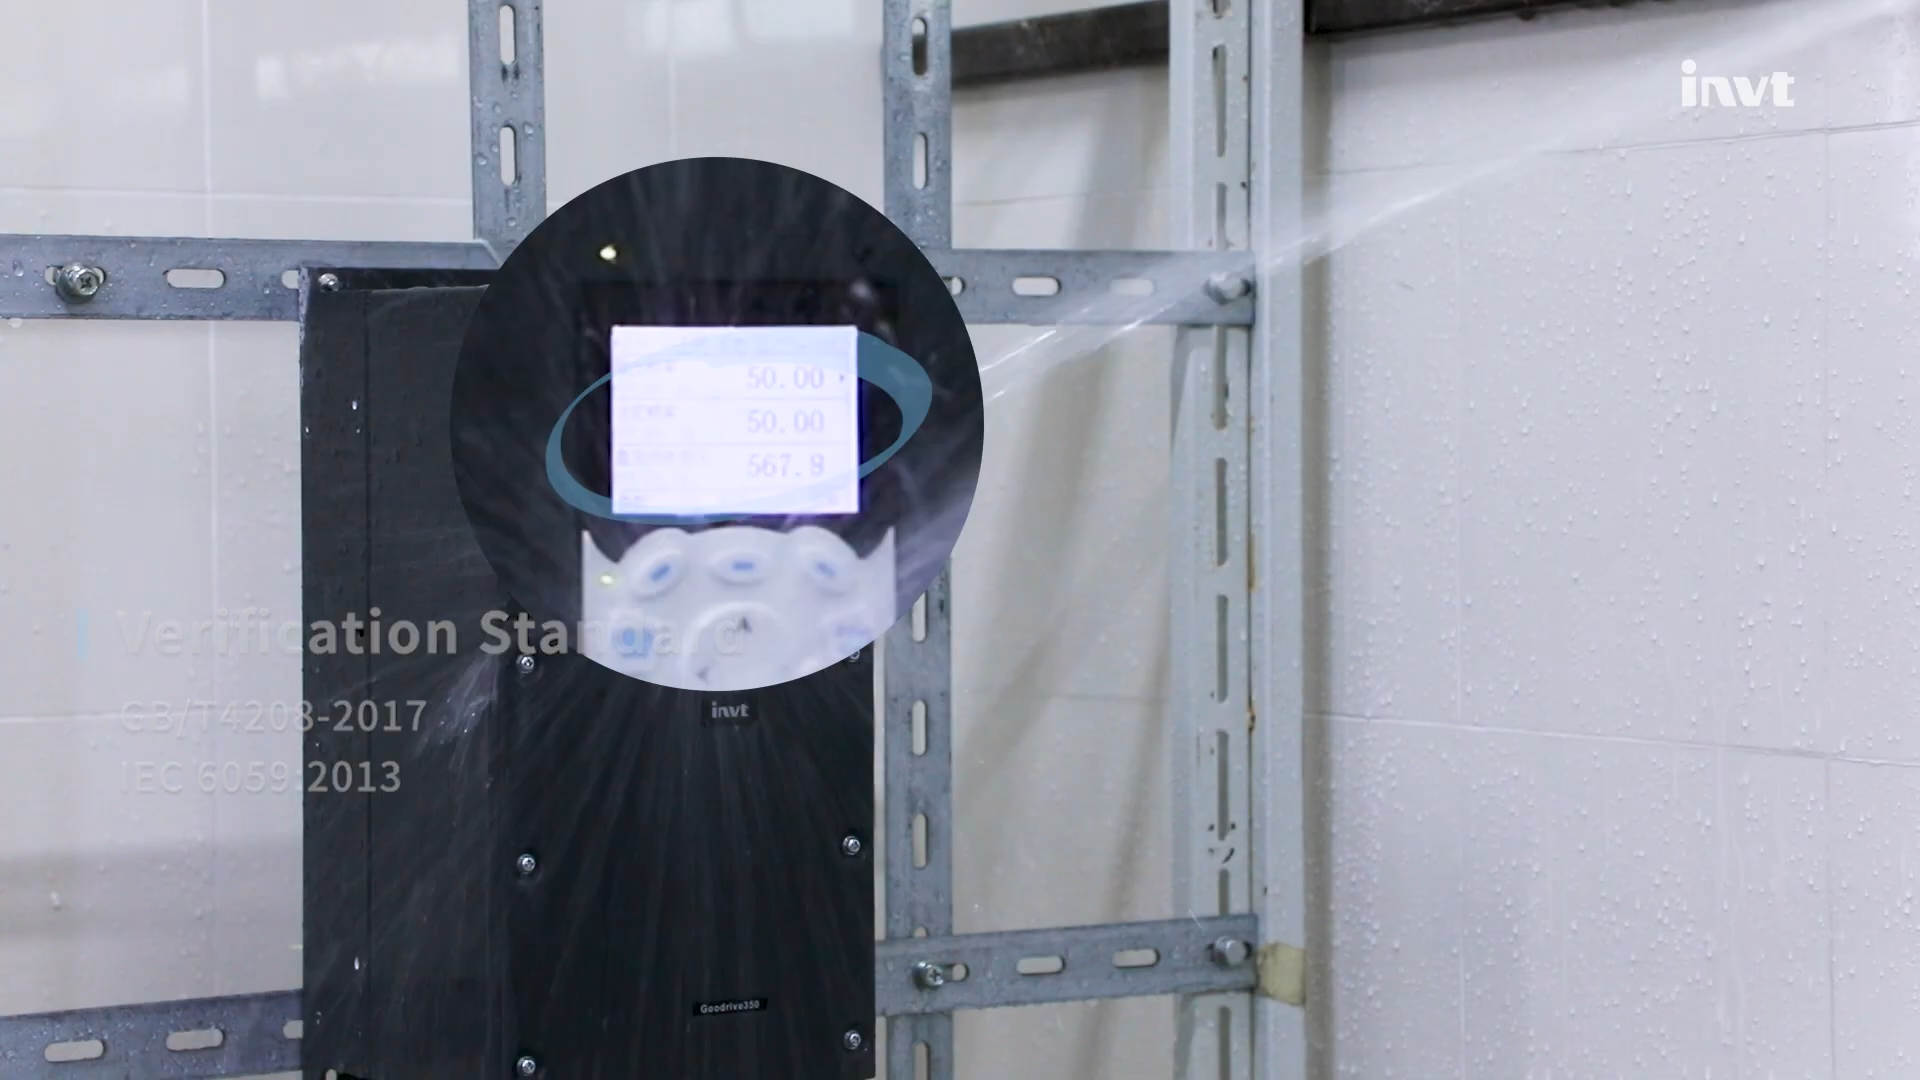 invt
50.00
50.00
567.8
Verification Standard
GB/T4208-2017
IEC 6059:2013
invt
Goodrive350